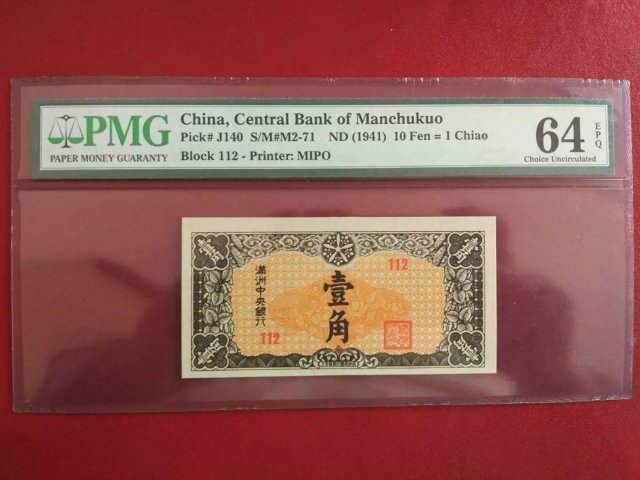 PMG
PAPER MONEY GUARANTY
China, Central Bank of Manchukuo
Pick# J140 S/M#M2-71 ND (1941) 10 Fen = 1 Chiao
Block 112 - Printer: MIPO
64 EPQ
Choice Uncirculated
112
壹角
滿洲中央銀行
112